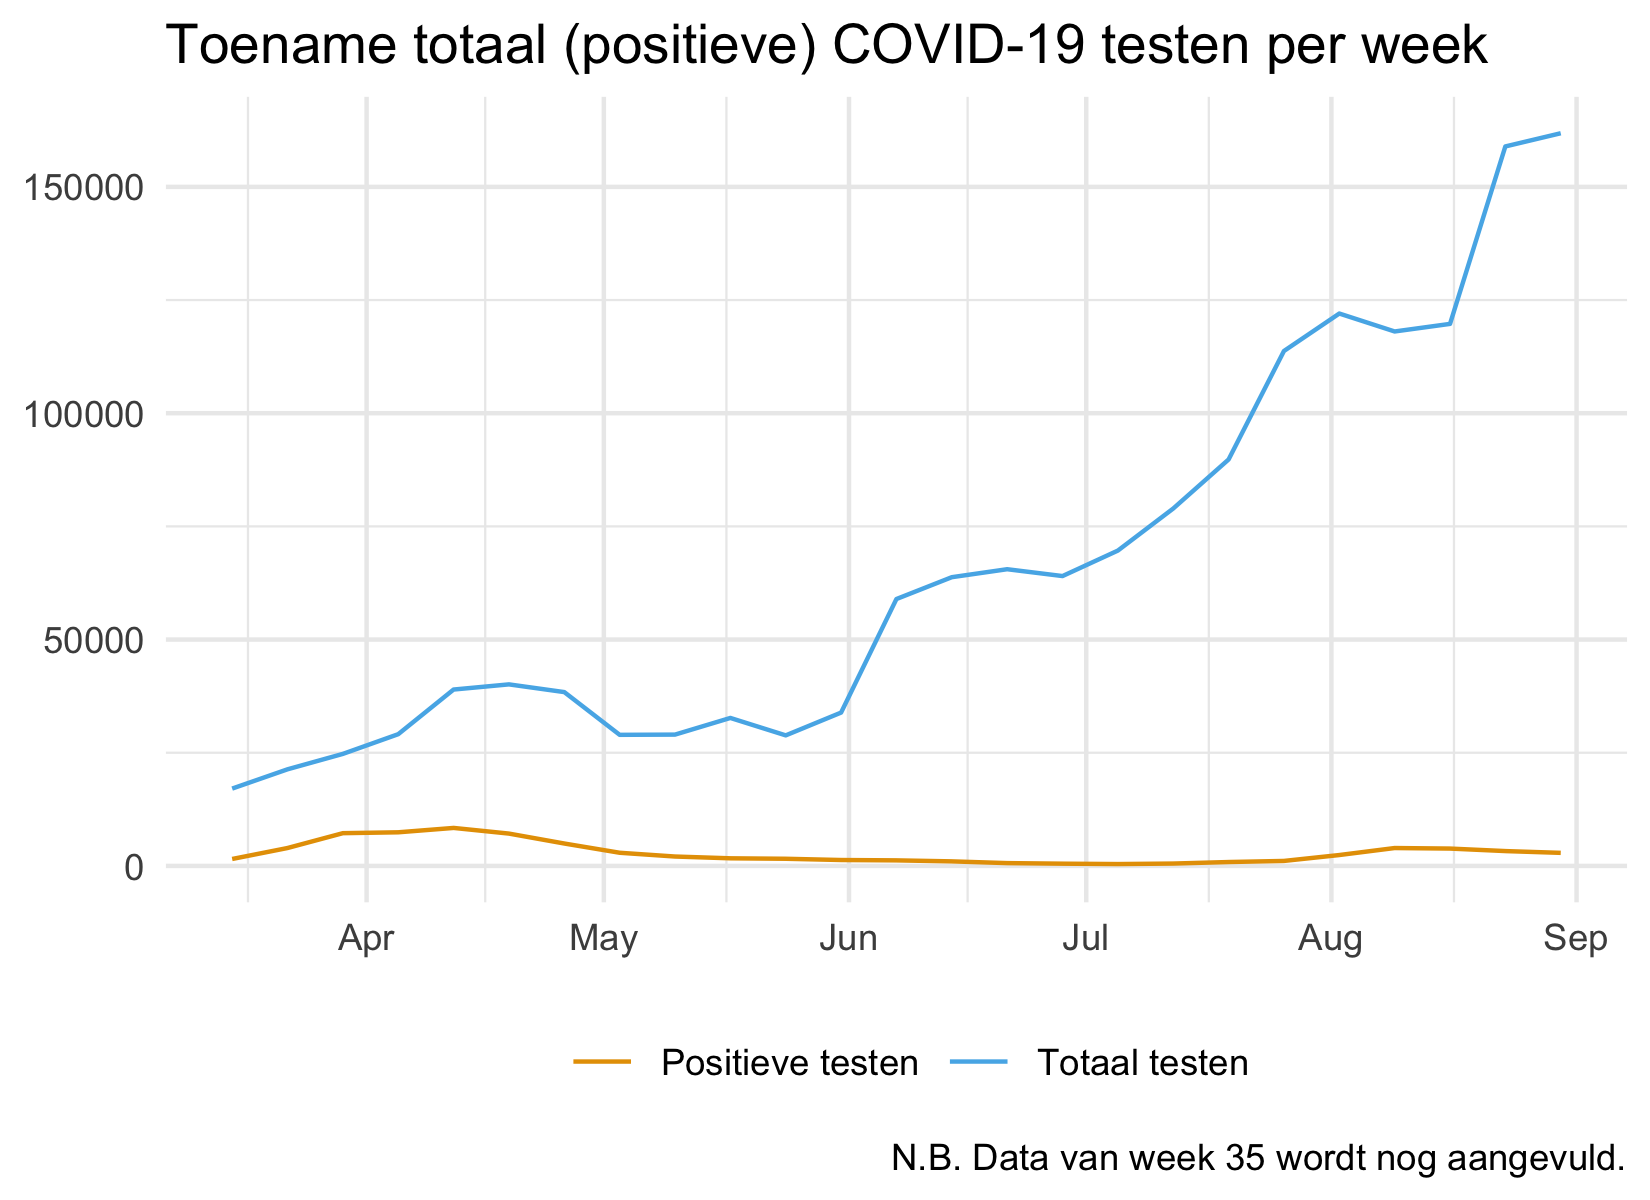 Toename totaal (positieve) COVID-19 testen per week
150000
100000
50000
0
Apr May Jun Jul Aug Sep
Positieve testen Totaal testen
N.B. Data van week 35 wordt nog aangevuld.